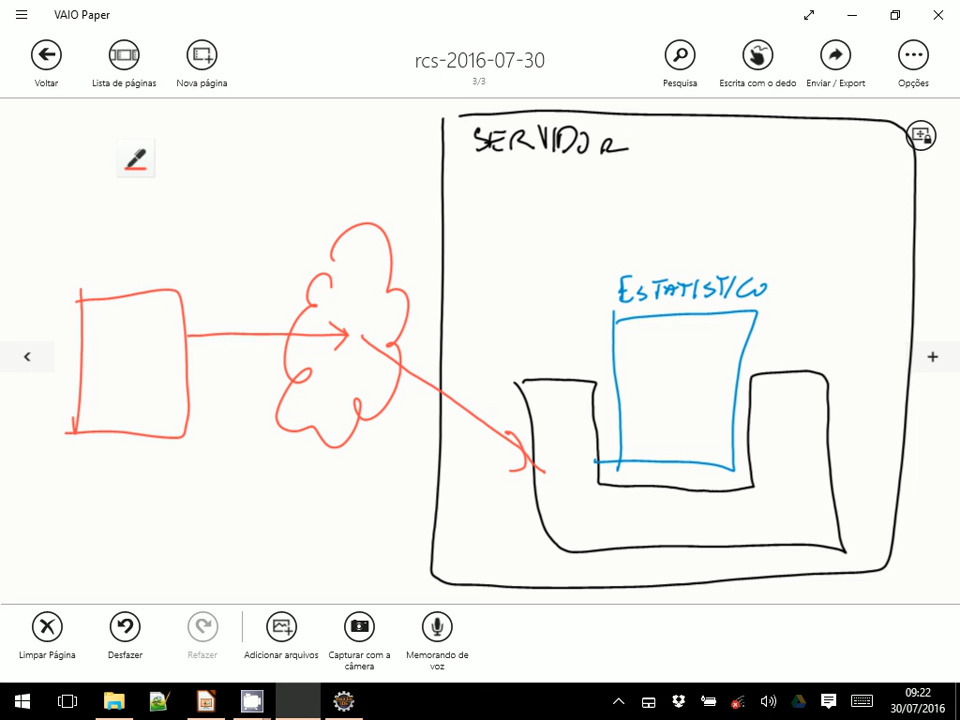 VAIO Paper
Voltar
Lista de páginas
Nova página
rcs-2016-07-30
3/3
Pesquisa
Escrita com o dedo
Enviar / Export
Opções
SERVIDOR
ESTATISTICO
Limpar Página
Desfazer
Refazer
Adicionar arquivos
Capturar com a
câmera
Memorando de
voz
09:22
30/07/2016